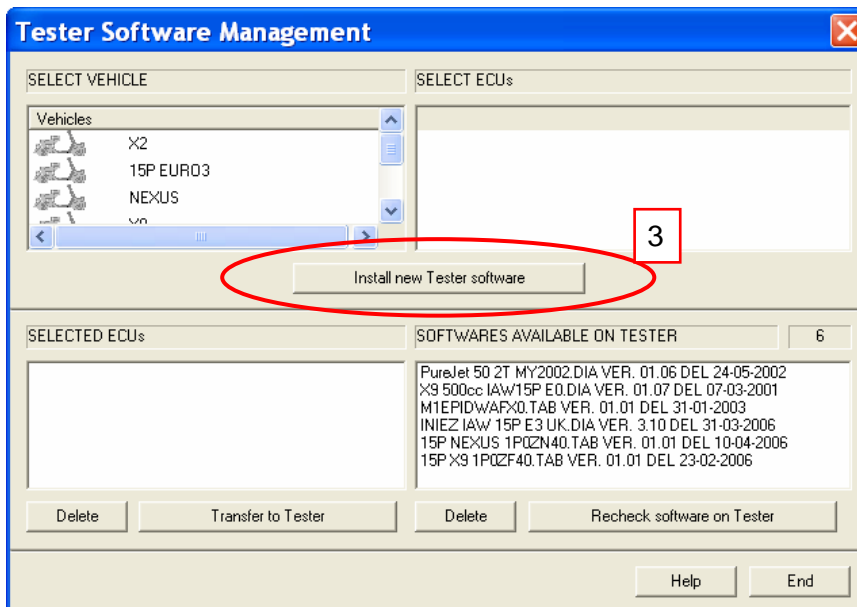 Tester Software Management
SELECT VEHICLE
SELECT ECUs
Vehicles
X2
15P EURO3
NEXUS
3
Install new Tester software
SELECTED ECUs
SOFTWARES AVAILABLE ON TESTER
6
PureJet 50 2T MY2002.DIA VER. 01.06 DEL 24-05-2002
X9 500cc IAW15P E0.DIA VER. 01.07 DEL 07-03-2001
M1EPIDWAFX0.TAB VER. 01.01 DEL 31-01-2003
INIEZ IAW 15P E3 UK.DIA VER. 3.10 DEL 31-03-2006
15P NEXUS 1P0ZN40.TAB VER. 01.01 DEL 10-04-2006
15P X9 1P0ZF40.TAB VER. 01.01 DEL 23-02-2006
Delete
Transfer to Tester
Delete
Recheck software on Tester
Help
End